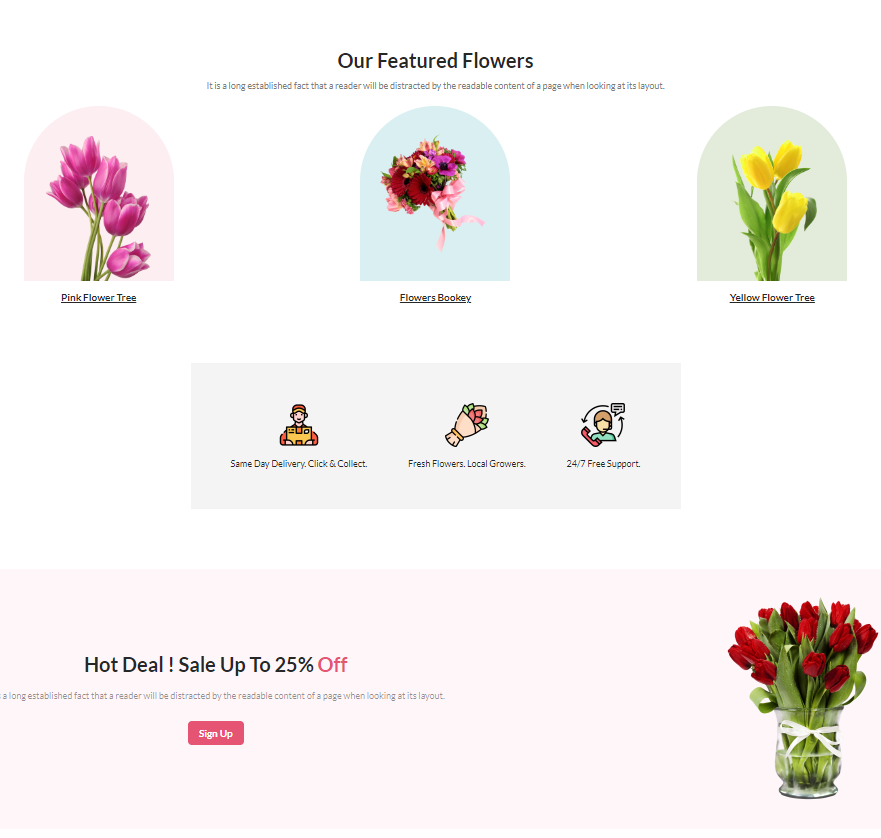 Our Featured Flowers
It is a long established fact that a reader will be distracted by the readable content of a page when looking at its layout.
Pink Flower Tree
Flowers Bookey
Yellow Flower Tree
Same Day Delivery. Click & Collect.
Fresh Flowers. Local Growers.
24/7 Free Support.
Hot Deal ! Sale Up To 25% Off
a long established fact that a reader will be distracted by the readable content of a page when looking at its layout.
Sign Up